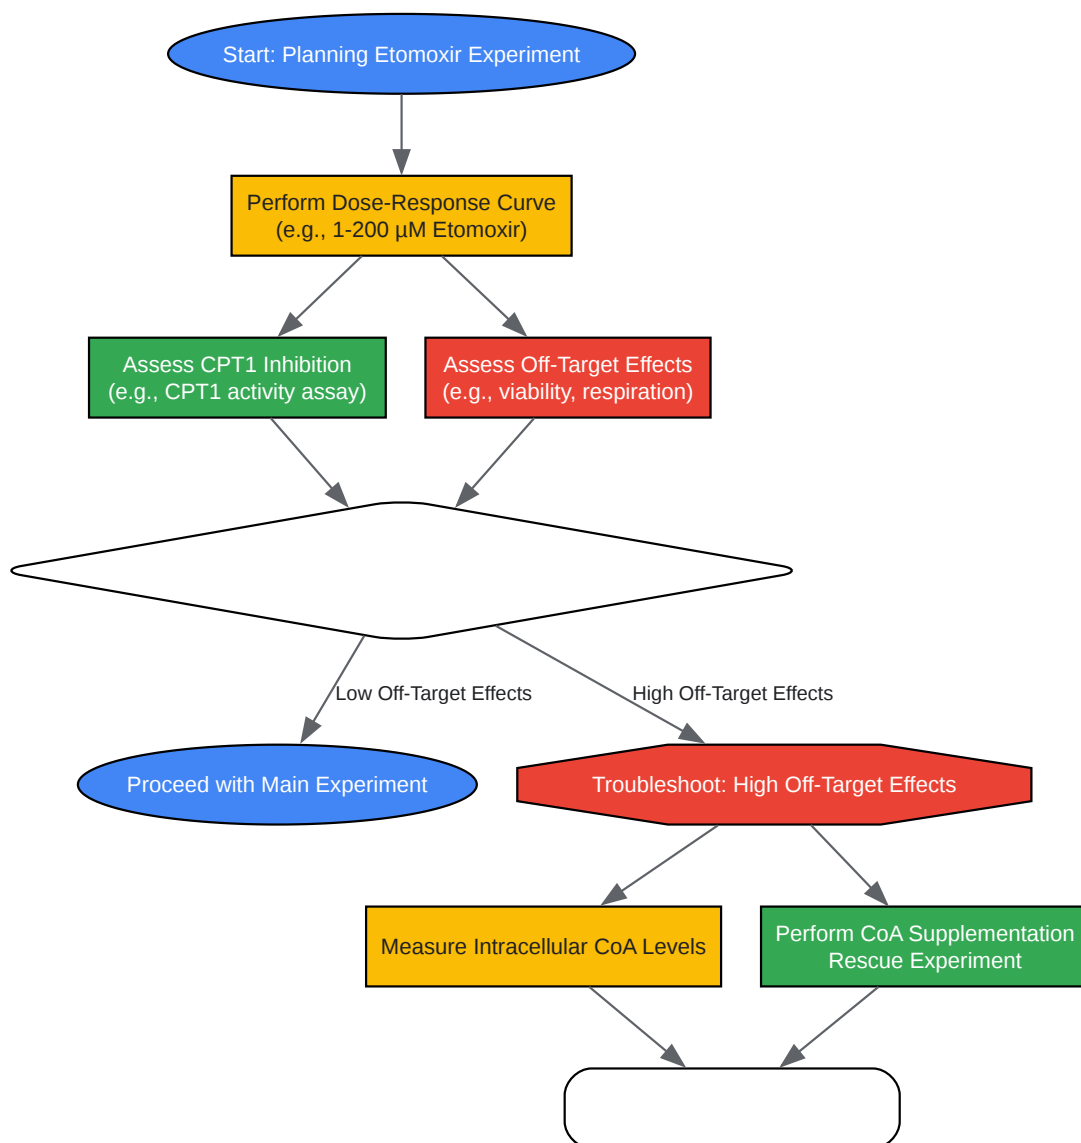 Start: Planning Etomoxir Experiment
Perform Dose-Response Curve
(e.g., 1-200 µM Etomoxir)
Assess CPT1 Inhibition
(e.g., CPT1 activity assay)
Assess Off-Target Effects
(e.g., viability, respiration)
Low Off-Target Effects
High Off-Target Effects
Proceed with Main Experiment
Troubleshoot: High Off-Target Effects
Measure Intracellular CoA Levels
Perform CoA Supplementation
Rescue Experiment